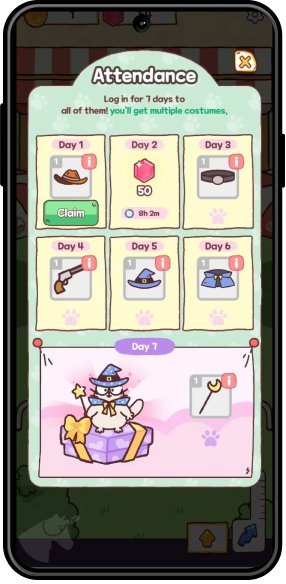 Attendance
Log in for 7 days to
all of them! you'll get multiple costumes,
Day 1
Day 2
Day 3
1
i
50
1
i
Claim
8h 2m
Day 4
Day 5
Day 6
1
i
1
i
1
i
Day 7
1
i